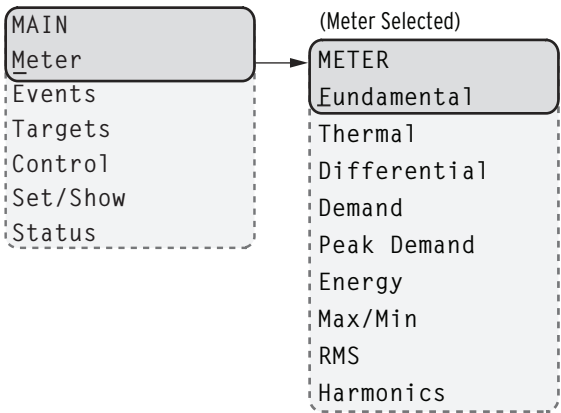 MAIN
Meter
Events
Targets
Control
Set/Show
Status
(Meter Selected)
METER
Fundamental
Thermal
Differential
Demand
Peak Demand
Energy
Max/Min
RMS
Harmonics